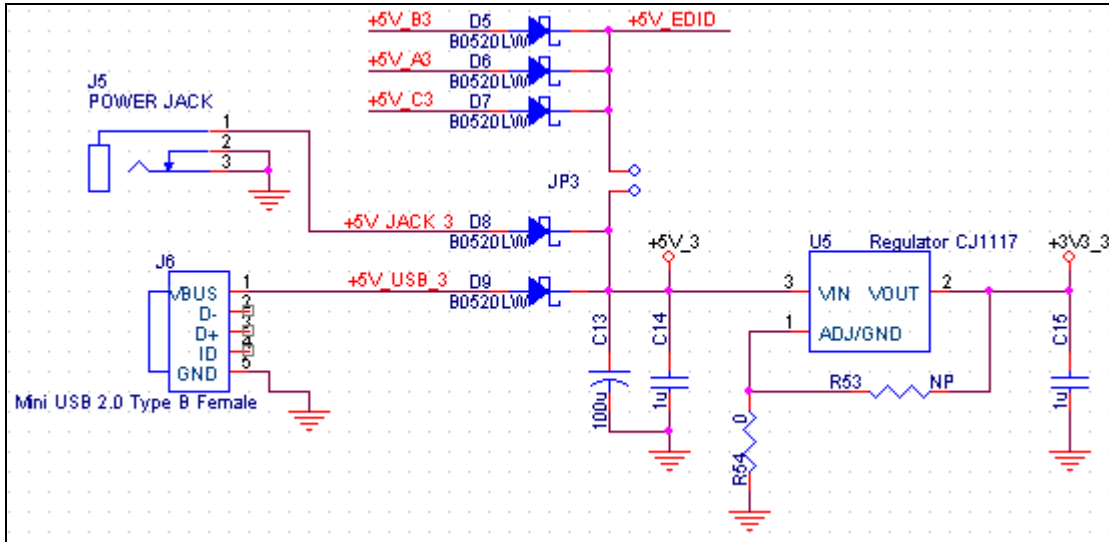 +5V_B3 D5 +5V_EDID
B0520LW
+5V_A3 D6
B0520LW
+5V_C3 D7
B0520LW
J5
POWER JACK
1
2
3
JP3
+5V_JACK_3 D8
B0520LW
+5V_3
U5 Regulator CJ1117
+3V3_3
J6
+5V_USB_3 D9
B0520LW
VBUS 1
D- 2
D+ 3
ID 4
GND 5
Mini USB 2.0 Type B Female
3 VIN VOUT 2
1 ADJ/GND
C13
100u
C14
1u
R53 NP
R54
0
C15
1u